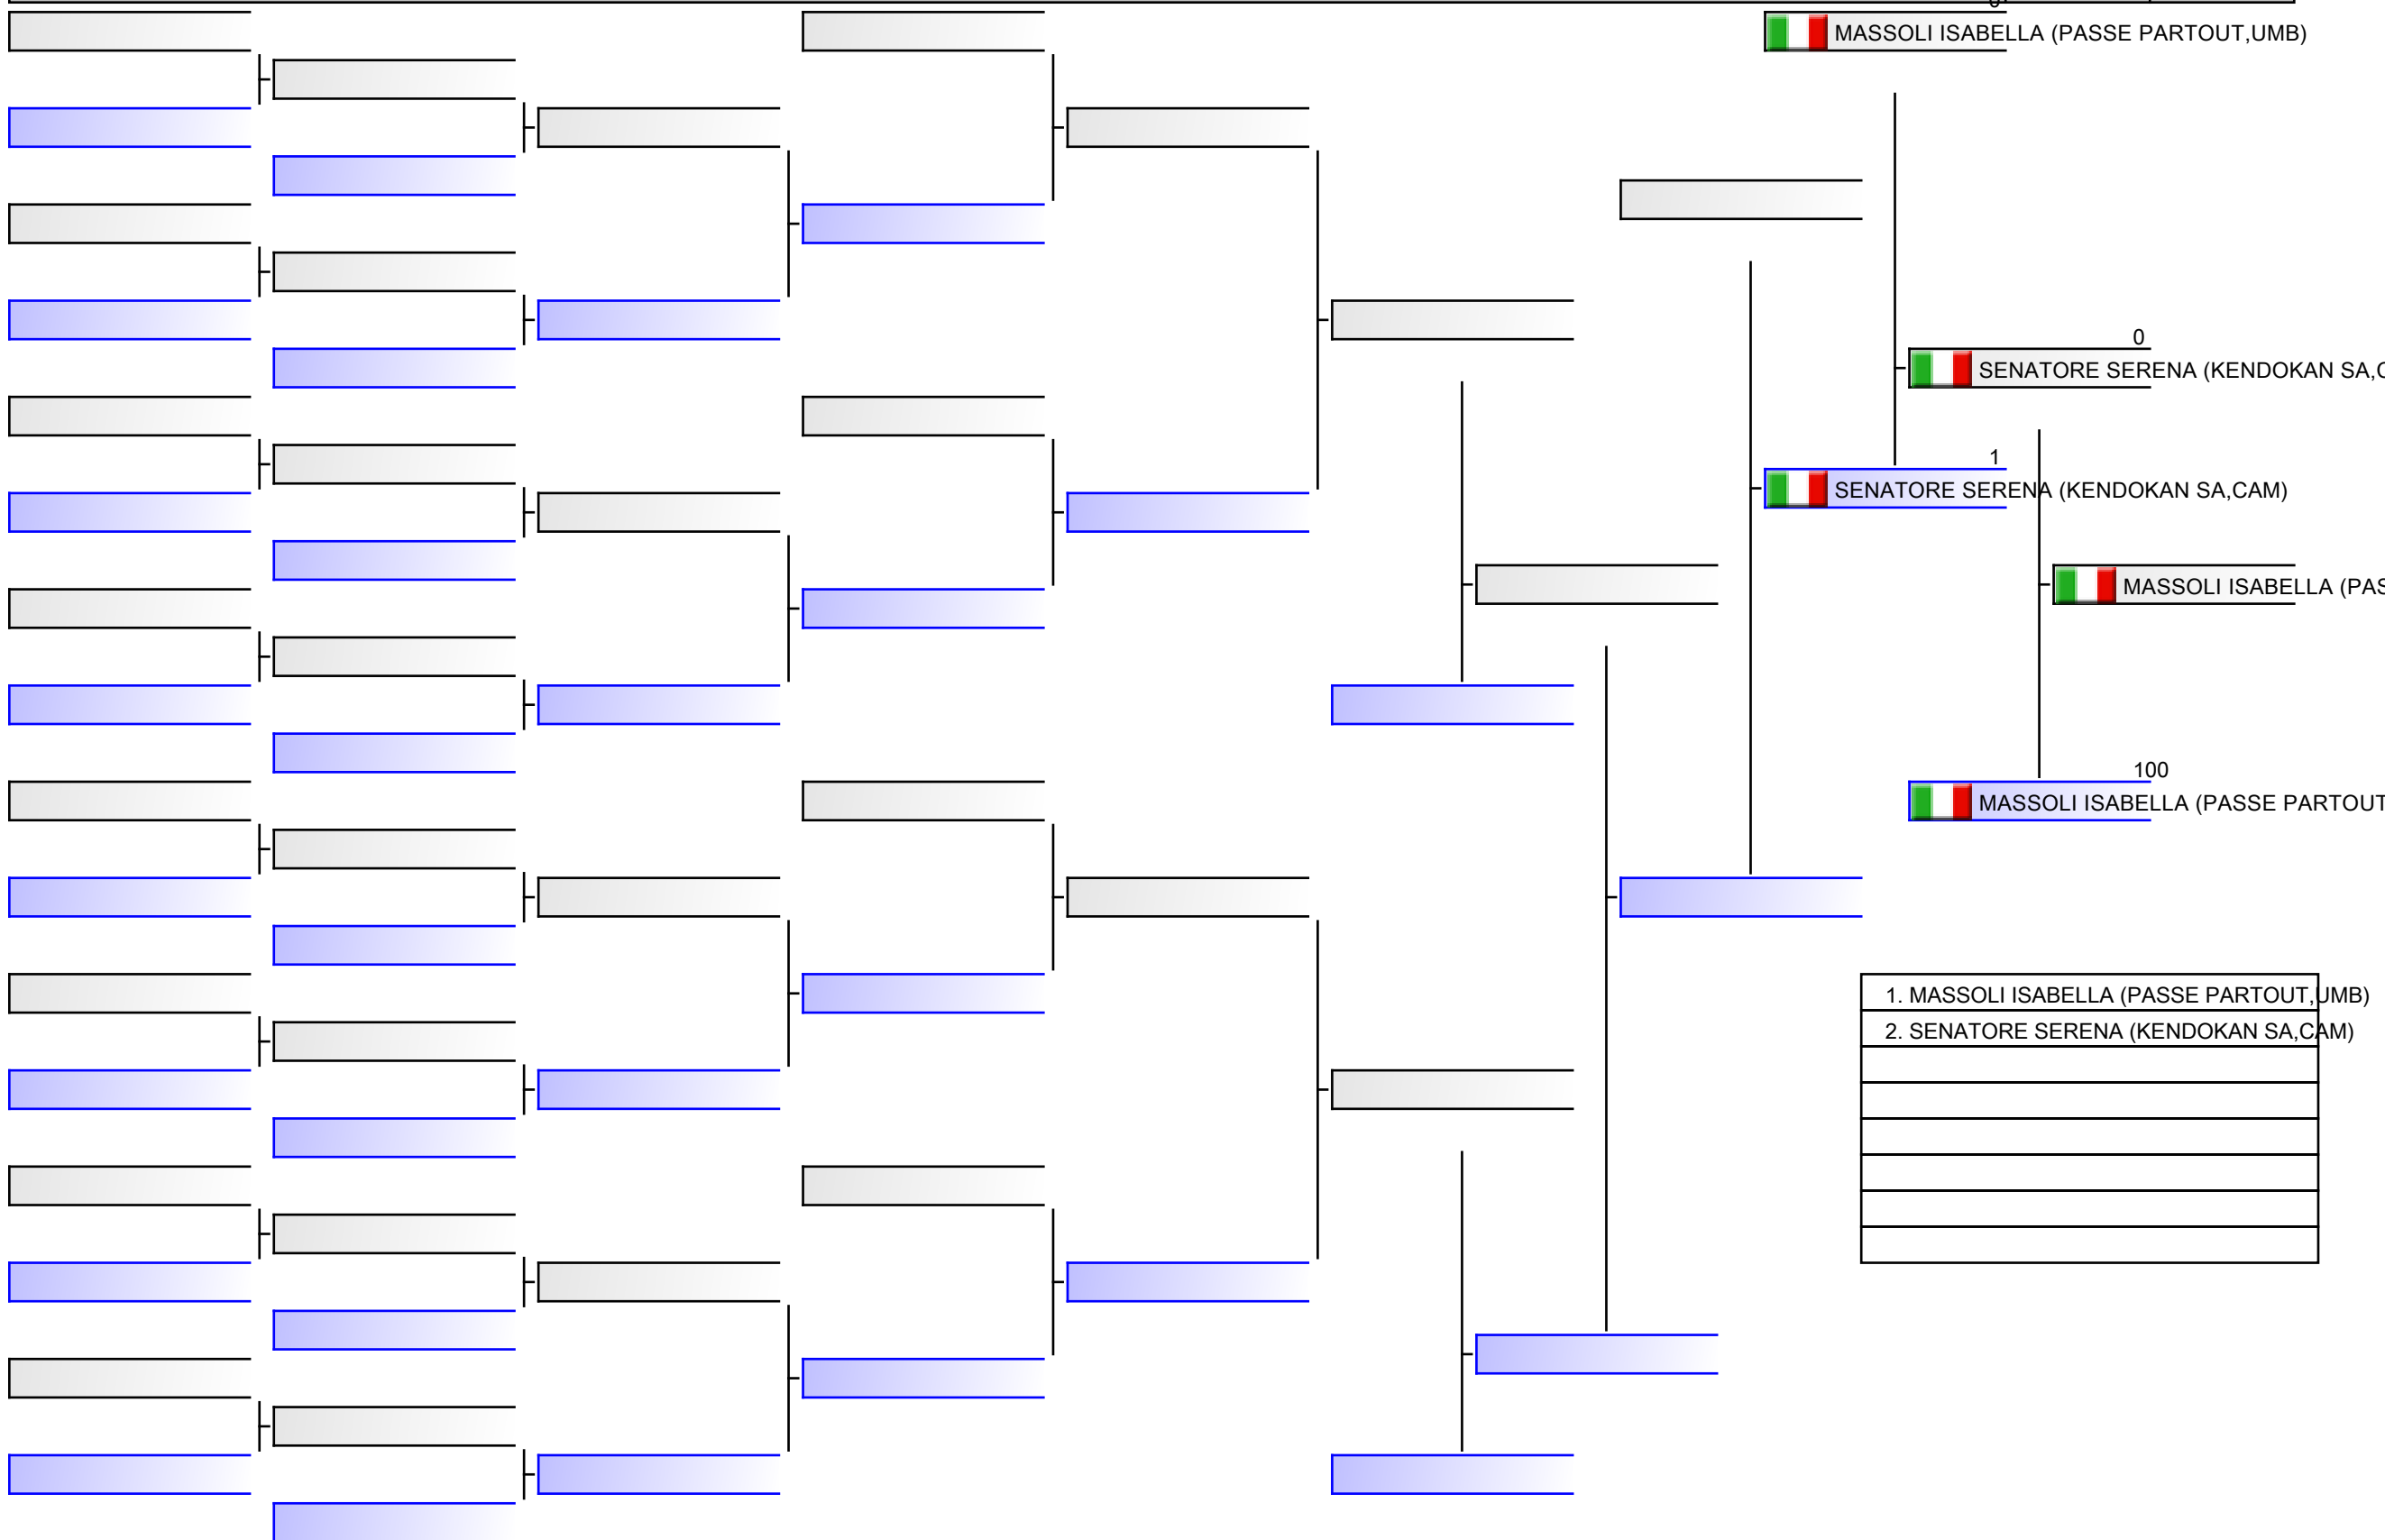 MASSOLI ISABELLA (PASSE PARTOUT,UMB)
0
SENATORE SERENA (KENDOKAN SA,C
1
SENATORE SERENA (KENDOKAN SA,CAM)
MASSOLI ISABELLA (PAS
100
MASSOLI ISABELLA (PASSE PARTOUT
1. MASSOLI ISABELLA (PASSE PARTOUT,UMB)
2. SENATORE SERENA (KENDOKAN SA,CAM)